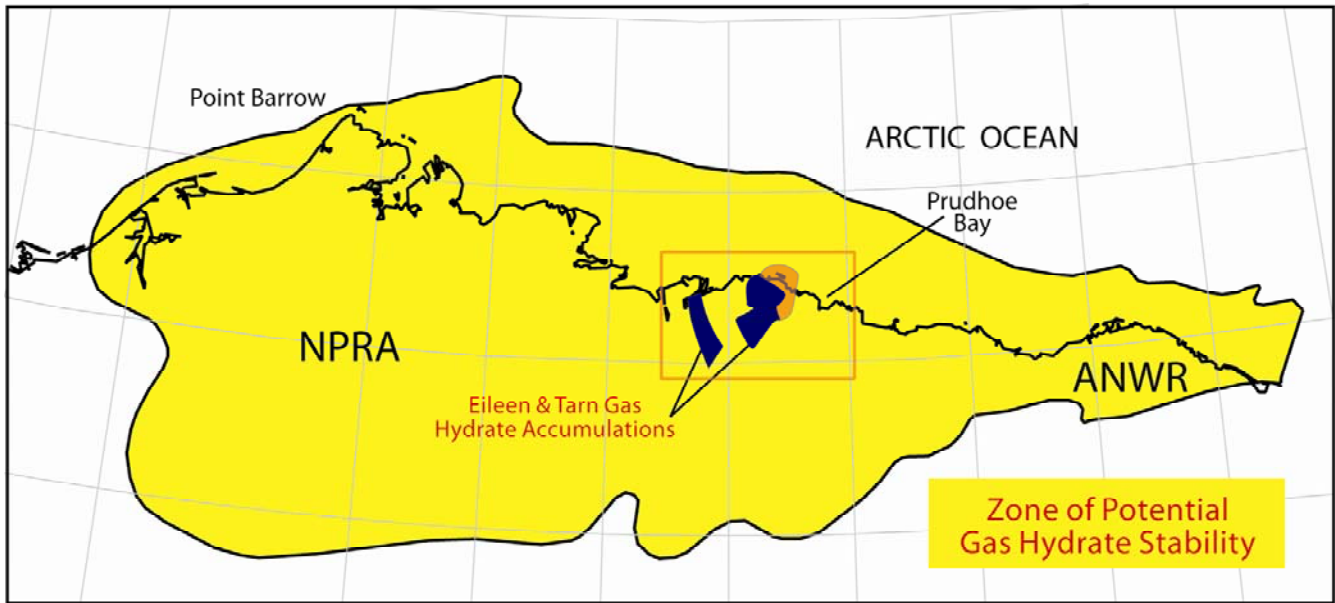 Point Barrow
ARCTIC OCEAN
Prudhoe
Bay
NPRA
ANWR
Eileen & Tarn Gas
Hydrate Accumulations
Zone of Potential
Gas Hydrate Stability